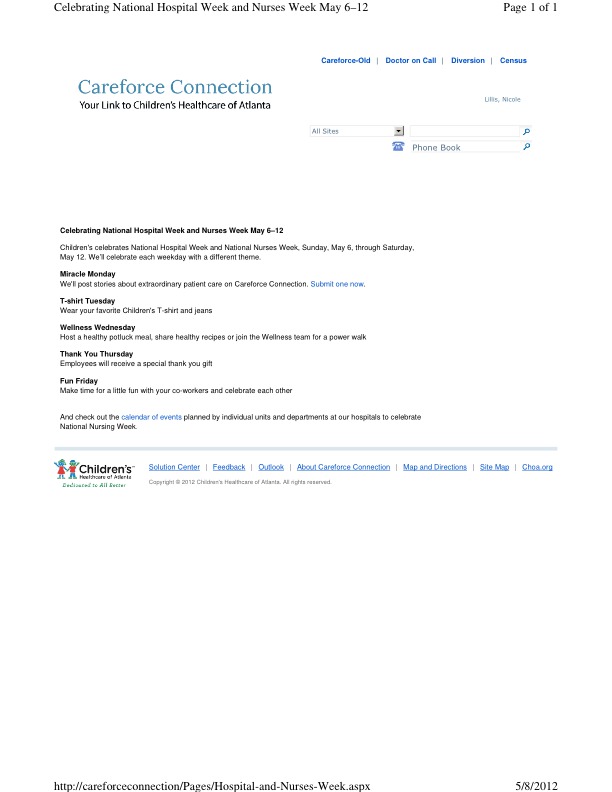 Celebrating National Hospital Week and Nurses Week May 6–12 Page 1 of 1
Careforce-Old | Doctor on Call | Diversion | Census
Careforce Connection
Your Link to Children's Healthcare of Atlanta
Lillis, Nicole
All Sites
Phone Book
Celebrating National Hospital Week and Nurses Week May 6–12
Children's celebrates National Hospital Week and National Nurses Week, Sunday, May 6, through Saturday,
May 12. We'll celebrate each weekday with a different theme.
Miracle Monday
We'll post stories about extraordinary patient care on Careforce Connection. Submit one now.
T-shirt Tuesday
Wear your favorite Children's T-shirt and jeans
Wellness Wednesday
Host a healthy potluck meal, share healthy recipes or join the Wellness team for a power walk
Thank You Thursday
Employees will receive a special thank you gift
Fun Friday
Make time for a little fun with your co-workers and celebrate each other
And check out the calendar of events planned by individual units and departments at our hospitals to celebrate
National Nursing Week.
Children's
Healthcare of Atlanta
Dedicated to All Better
Solution Center | Feedback | Outlook | About Careforce Connection | Map and Directions | Site Map | Choa.org
Copyright © 2012 Children's Healthcare of Atlanta. All rights reserved.
http://careforceconnection/Pages/Hospital-and-Nurses-Week.aspx 5/8/2012